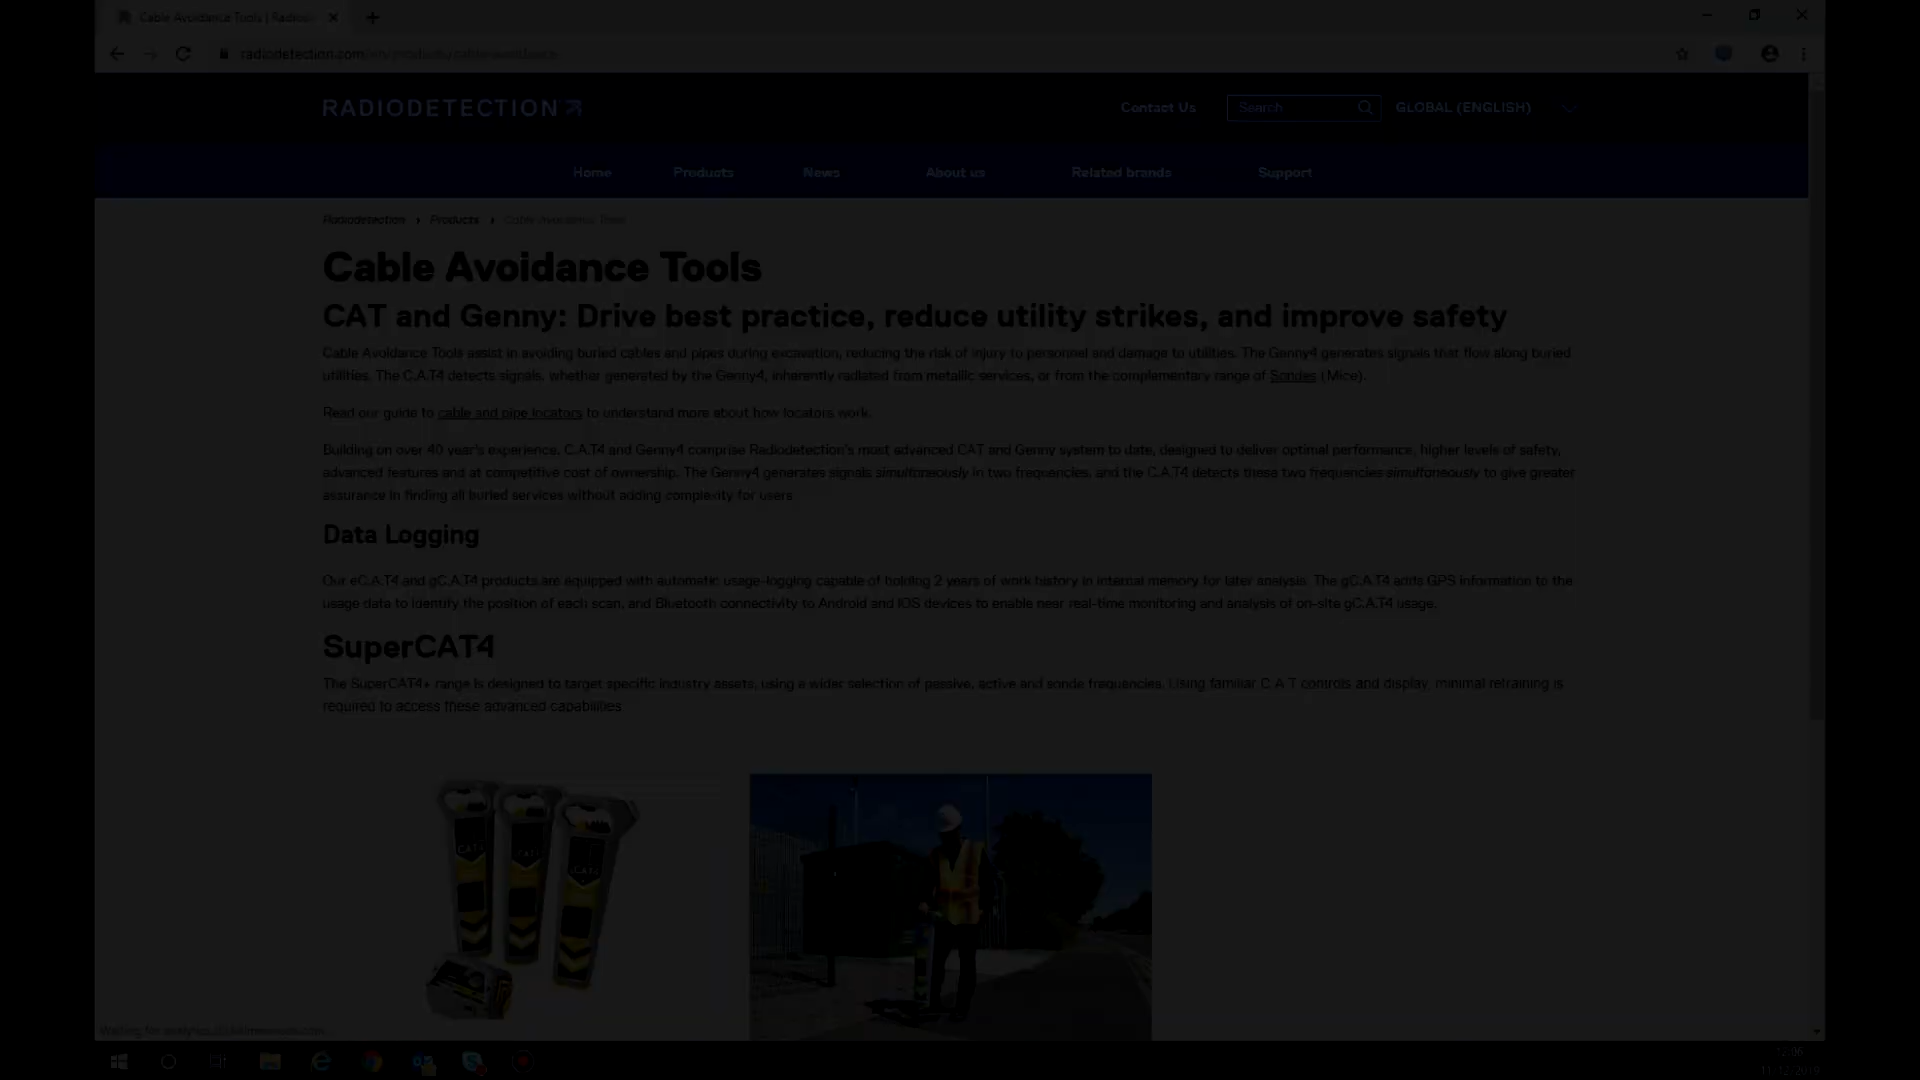 Cable Avoidance Tools | Radiod
radiodetection.com/en/products/cable-avoidance
RADIODETECTION
Contact Us
Search
GLOBAL (ENGLISH)
Home
Products
News
About us
Related brands
Support
Radiodetection › Products › Cable Avoidance Tools
Cable Avoidance Tools
CAT and Genny: Drive best practice, reduce utility strikes, and improve safety
Cable Avoidance Tools assist in avoiding buried cables and pipes during excavation, reducing the risk of injury to personnel and damage to utilities. The Genny4 generates signals that flow along buried
utilities. The C.A.T4 detects signals, whether generated by the Genny4, inherently radiated from metallic services, or from the complementary range of Sondes (Mice).
Read our guide to cable and pipe locators to understand more about how locators work.
Building on over 40 year's experience, C.A.T4 and Genny4 comprise Radiodetection's most advanced CAT and Genny system to date, designed to deliver optimal performance, higher levels of safety,
advanced features and at competitive cost of ownership. The Genny4 generates signals simultaneously in two frequencies, and the C.A.T4 detects these two frequencies simultaneously to give greater
assurance in finding all buried services without adding complexity for users
Data Logging
Our eC.A.T4 and gC.A.T4 products are equipped with automatic usage-logging capable of holding 2 years of work history in internal memory for later analysis. The gC.A.T4 adds GPS information to the
usage data to identify the position of each scan, and Bluetooth connectivity to Android and iOS devices to enable near real-time monitoring and analysis of on-site gC.A.T4 usage.
SuperCAT4
The SuperCAT4+ range is designed to target specific industry assets, using a wider selection of passive, active and sonde frequencies. Using familiar C.A.T controls and display, minimal retraining is
required to access these advanced capabilities
12:06